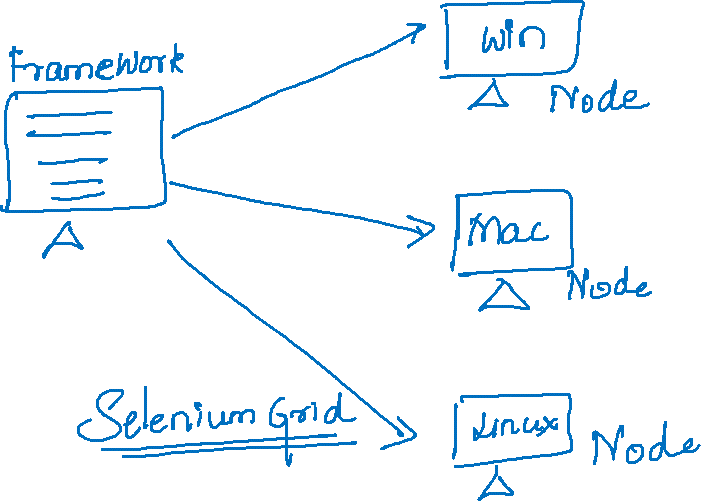 Framework
Win
Node
Mac
Node
Selenium Grid
Linux
Node